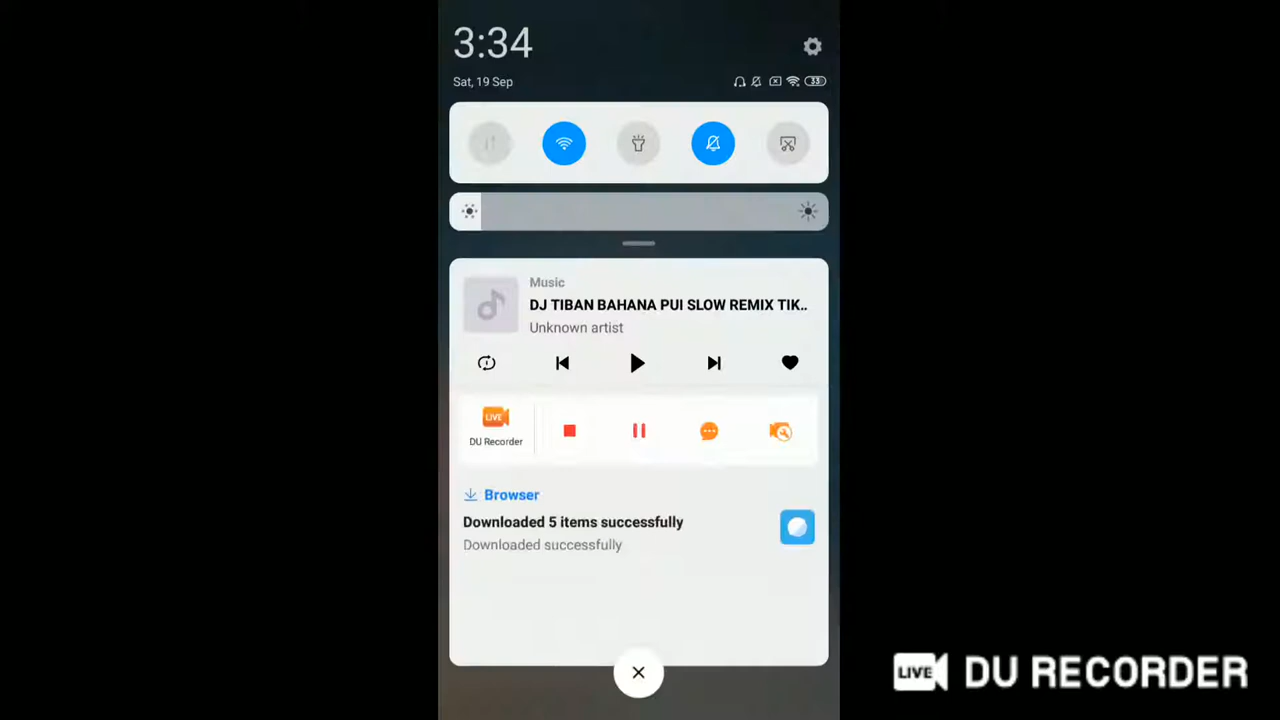 3:34
Sat, 19 Sep
33
Music
DJ TIBAN BAHANA PUI SLOW REMIX TIK..
Unknown artist
LIVE
DU Recorder
Browser
Downloaded 5 items successfully
Downloaded successfully
LIVE DU RECORDER